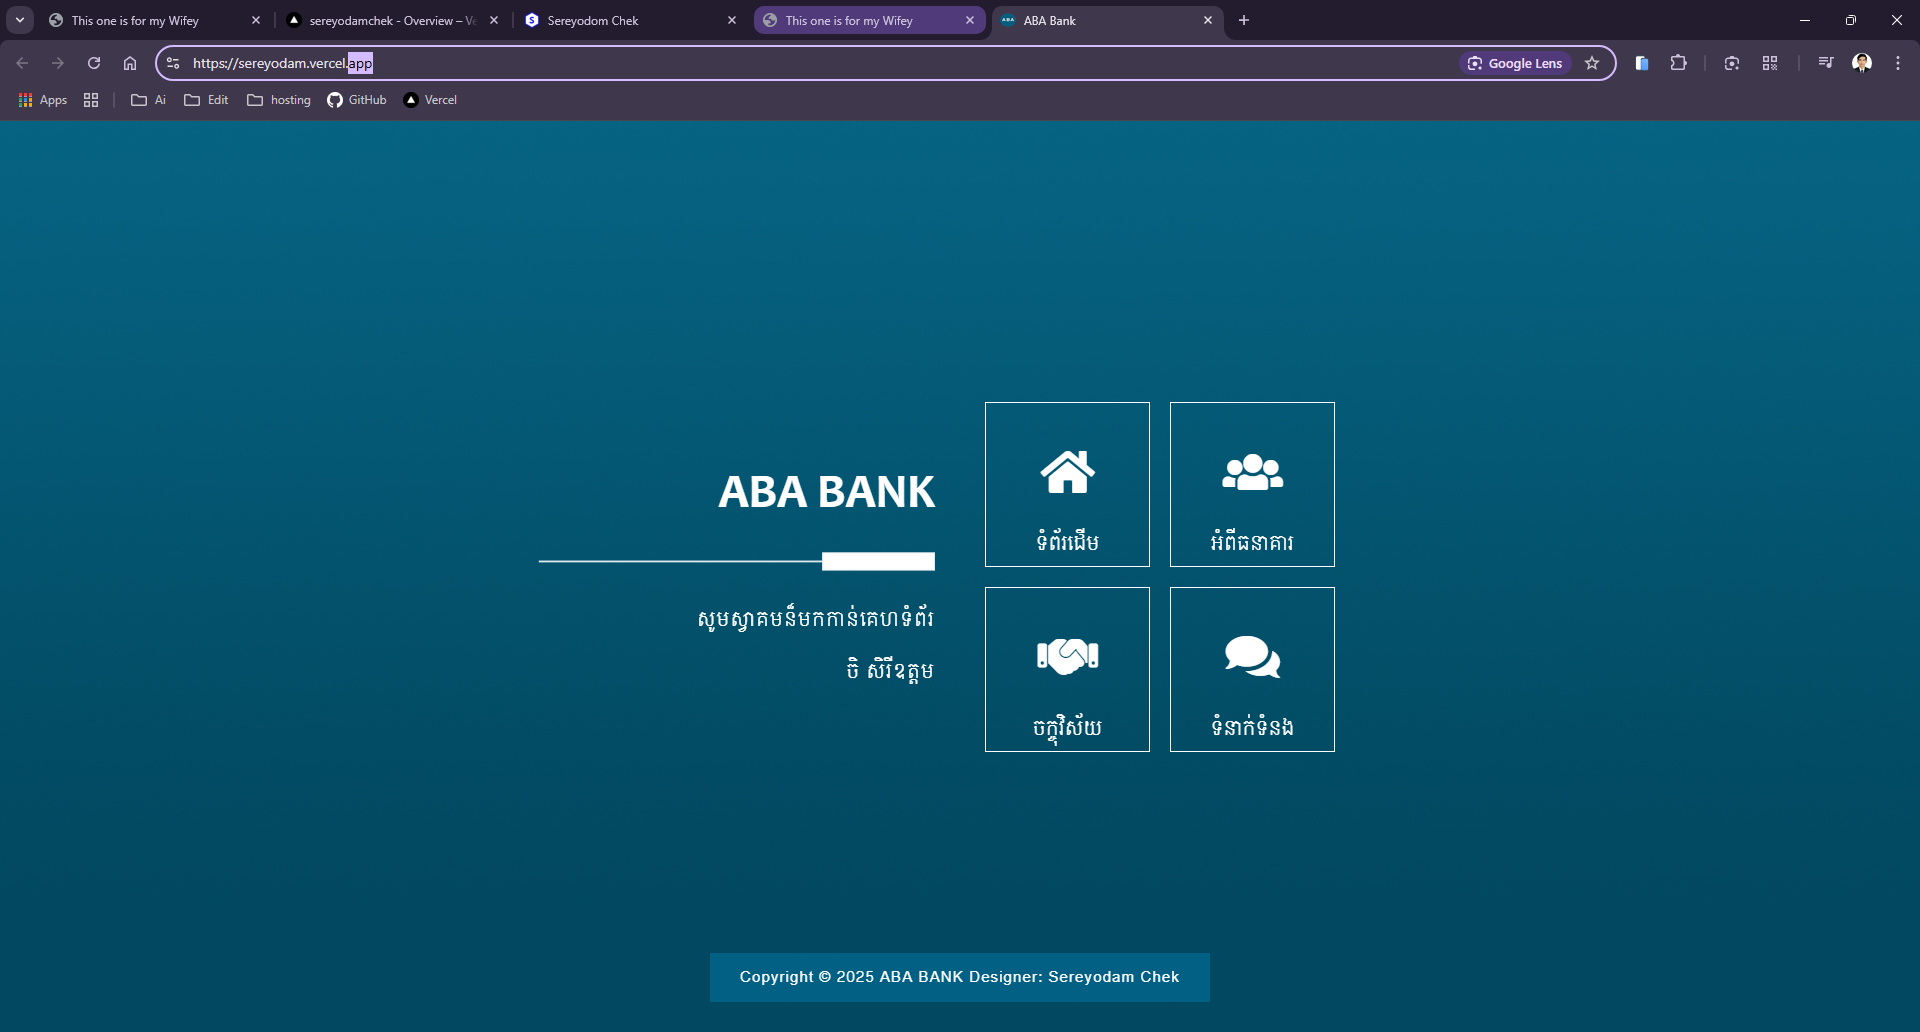 This one is for my Wifey
sereyodamchek - Overview – Ve
Sereyodom Chek
This one is for my Wifey
ABA Bank
https://sereyodam.vercel.app
Google Lens
Apps
Ai
Edit
hosting
GitHub
Vercel
ABA BANK
សូមស្វាគមន៏មកកាន់គេហទំព័រ
ចិ សិរីឧត្តម
ទំព័រដើម
អំពីធនាគារ
ចក្ខុវិស័យ
ទំនាក់ទំនង
Copyright © 2025 ABA BANK Designer: Sereyodam Chek